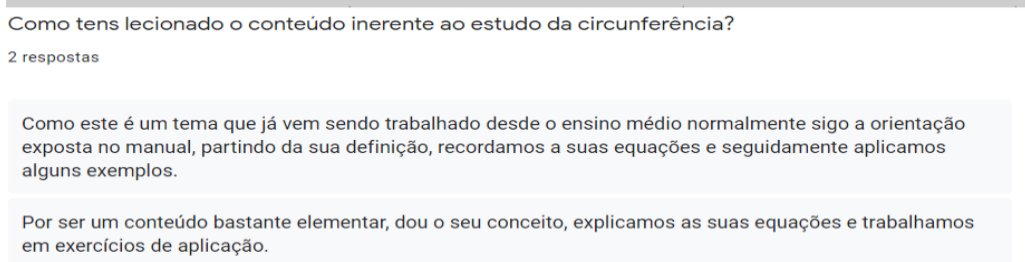 Como tens lecionado o conteúdo inerente ao estudo da circunferência?
2 respostas
Como este é um tema que já vem sendo trabalhado desde o ensino médio normalmente sigo a orientação
exposta no manual, partindo da sua definição, recordamos a suas equações e seguidamente aplicamos
alguns exemplos.
Por ser um conteúdo bastante elementar, dou o seu conceito, explicamos as suas equações e trabalhamos
em exercícios de aplicação.